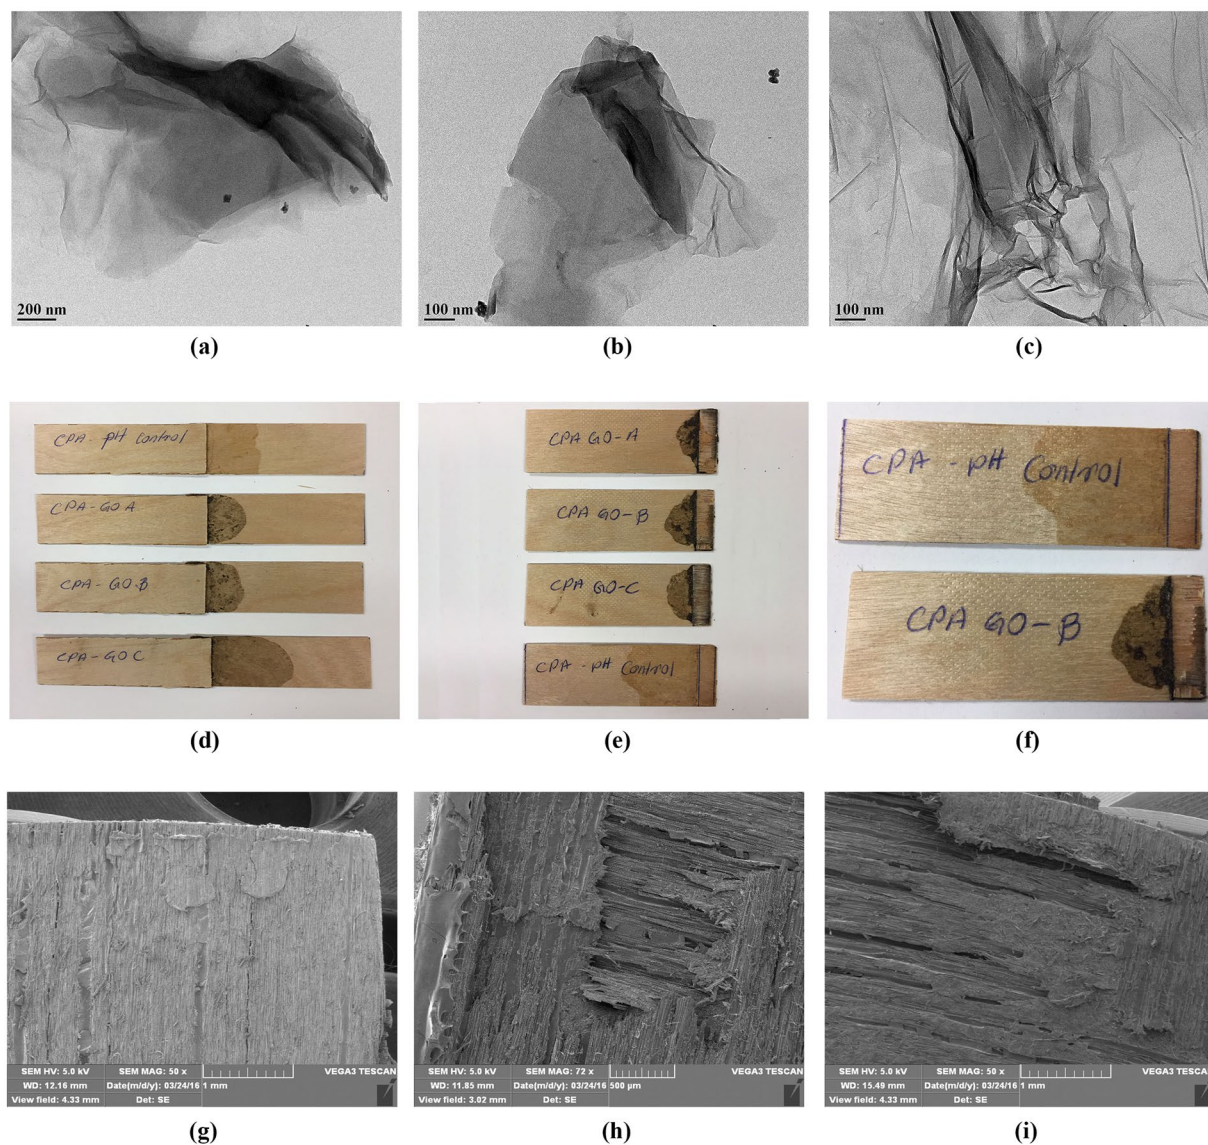 200 nm
100 nm
100 nm
(a)
(b)
(c)
CPA - pH Control
CPA - GO A
CPA - GO.B
CPA - GO C
CPA GO - A
CPA GO - B
CPA GO - C
CPA - pH Control
CPA - pH Control
CPA GO - B
(d)
(e)
(f)
SEM HV: 5.0 kV SEM MAG: 50 x VEGA3 TESCAN
WD: 12.16 mm Date(m/d/y): 03/24/16 1 mm
View field: 4.33 mm Det: SE
SEM HV: 5.0 kV SEM MAG: 72 x VEGA3 TESCAN
WD: 11.85 mm Date(m/d/y): 03/24/16 500 µm
View field: 3.02 mm Det: SE
SEM HV: 5.0 kV SEM MAG: 50 x VEGA3 TESCAN
WD: 15.49 mm Date(m/d/y): 03/24/16 1 mm
View field: 4.33 mm Det: SE
(g)
(h)
(i)